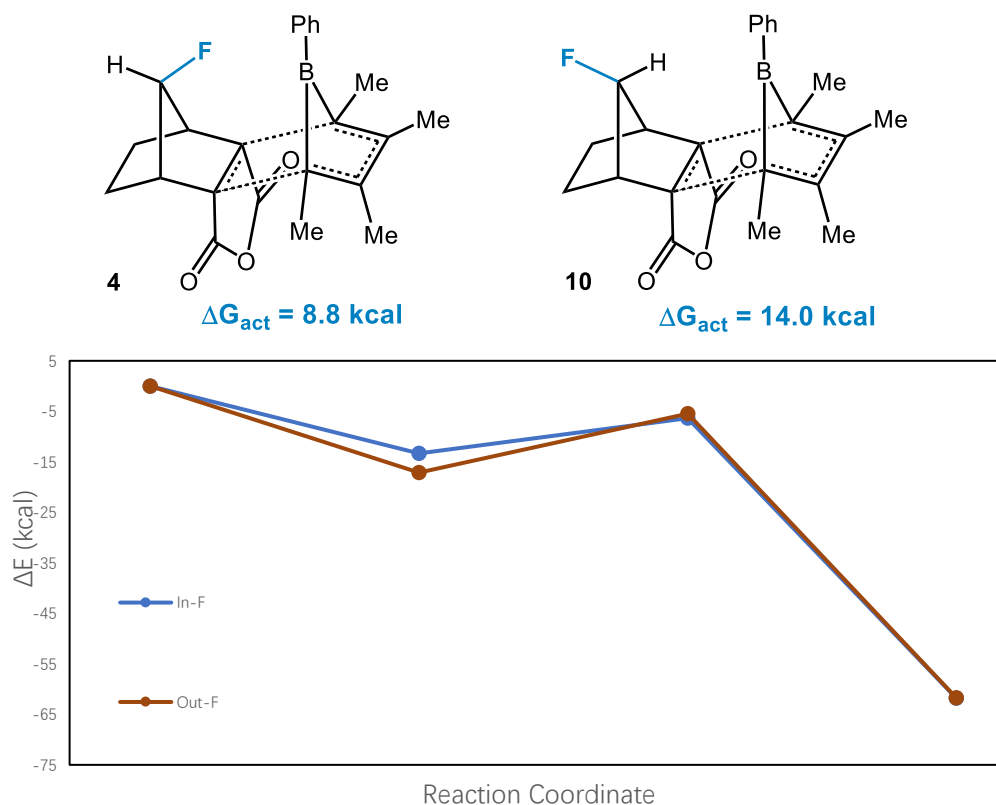 Ph
H F
B
Me
Me
O
Me
Me
O
O
4
ΔGact = 8.8 kcal
Ph
F H
B
Me
Me
O
Me
Me
O
O
10
ΔGact = 14.0 kcal
5
-5
-15
-25
-35
-45
-55
-65
-75
ΔE (kcal)
In-F
Out-F
Reaction Coordinate